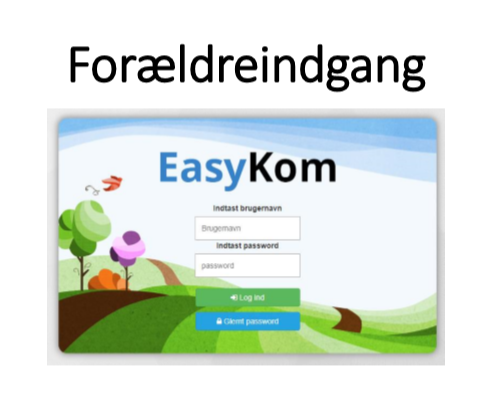 Forældreindgang
EasyKom
Indtast brugernavn
Brugernavn
Indtast password
password
Log ind
Glemt password